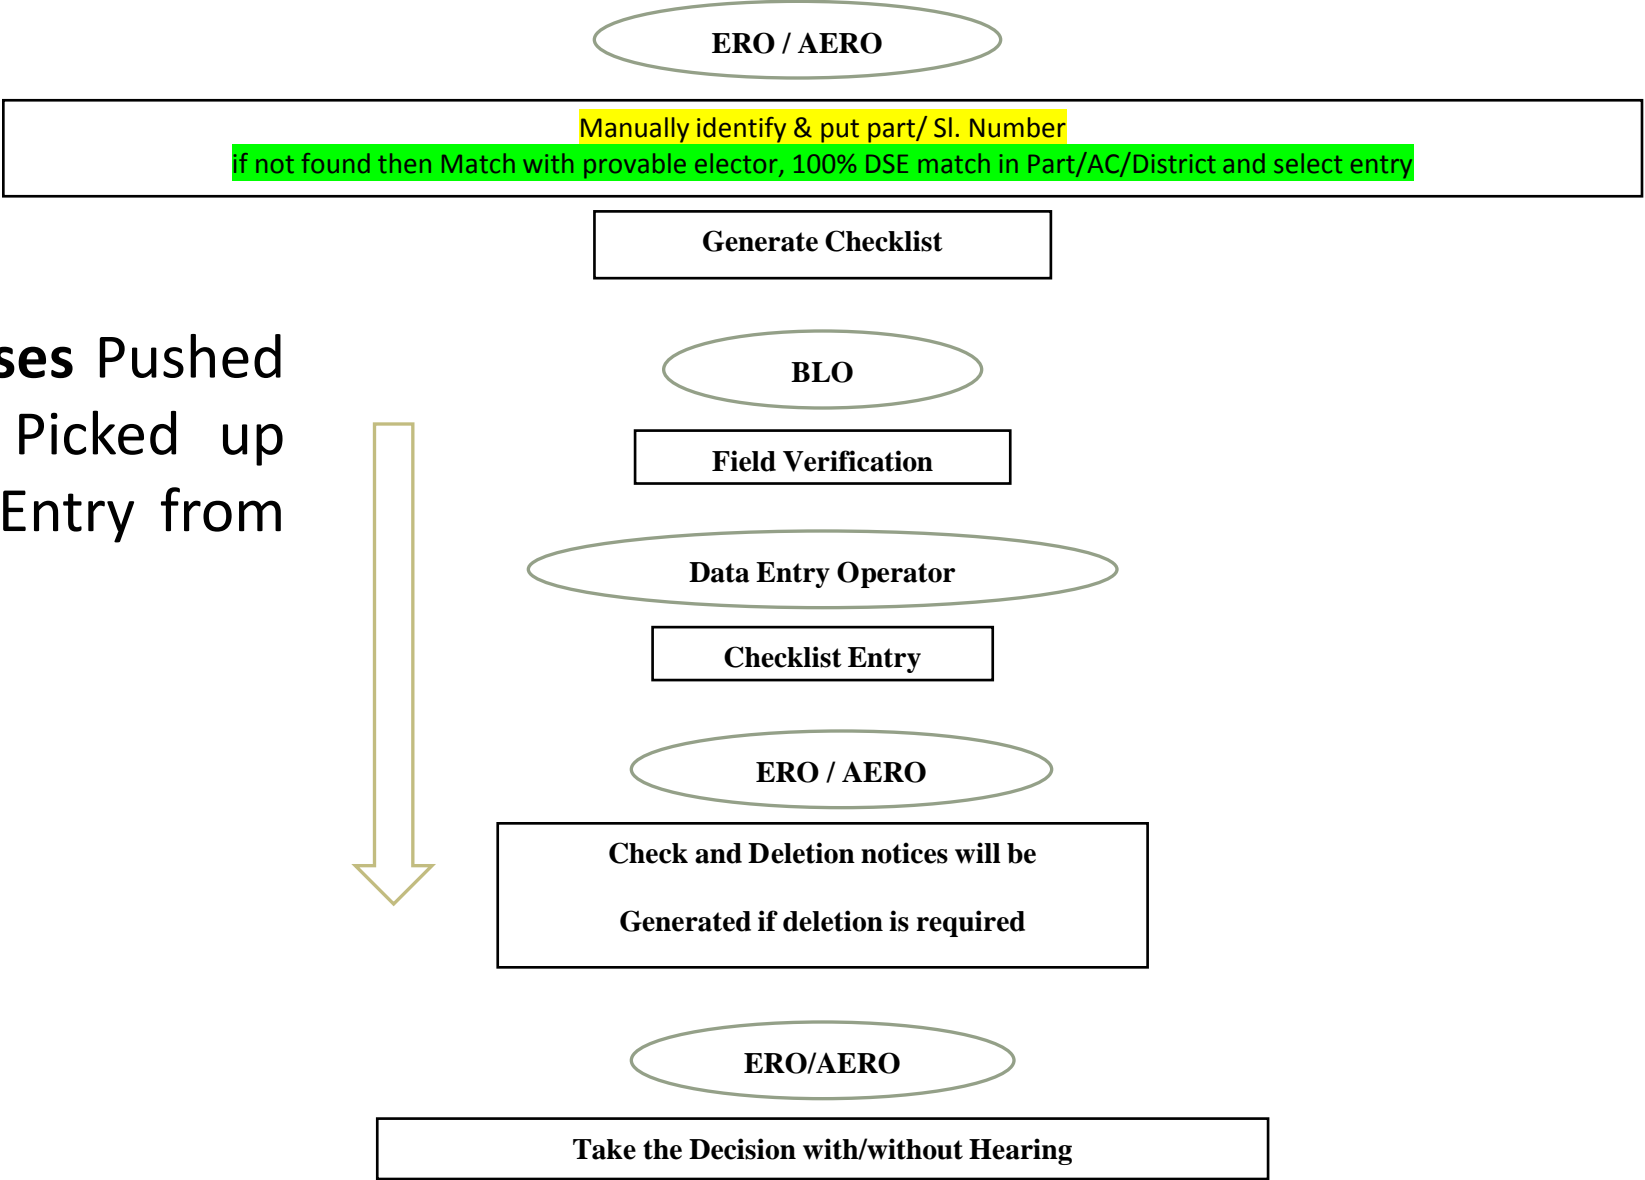 ERO / AERO
Manually identify & put part/ Sl. Number
if not found then Match with provable elector, 100% DSE match in Part/AC/District and select entry
Generate Checklist
ses Pushed
Picked up
Entry from
BLO
Field Verification
Data Entry Operator
Checklist Entry
ERO / AERO
Check and Deletion notices will be
Generated if deletion is required
ERO/AERO
Take the Decision with/without Hearing